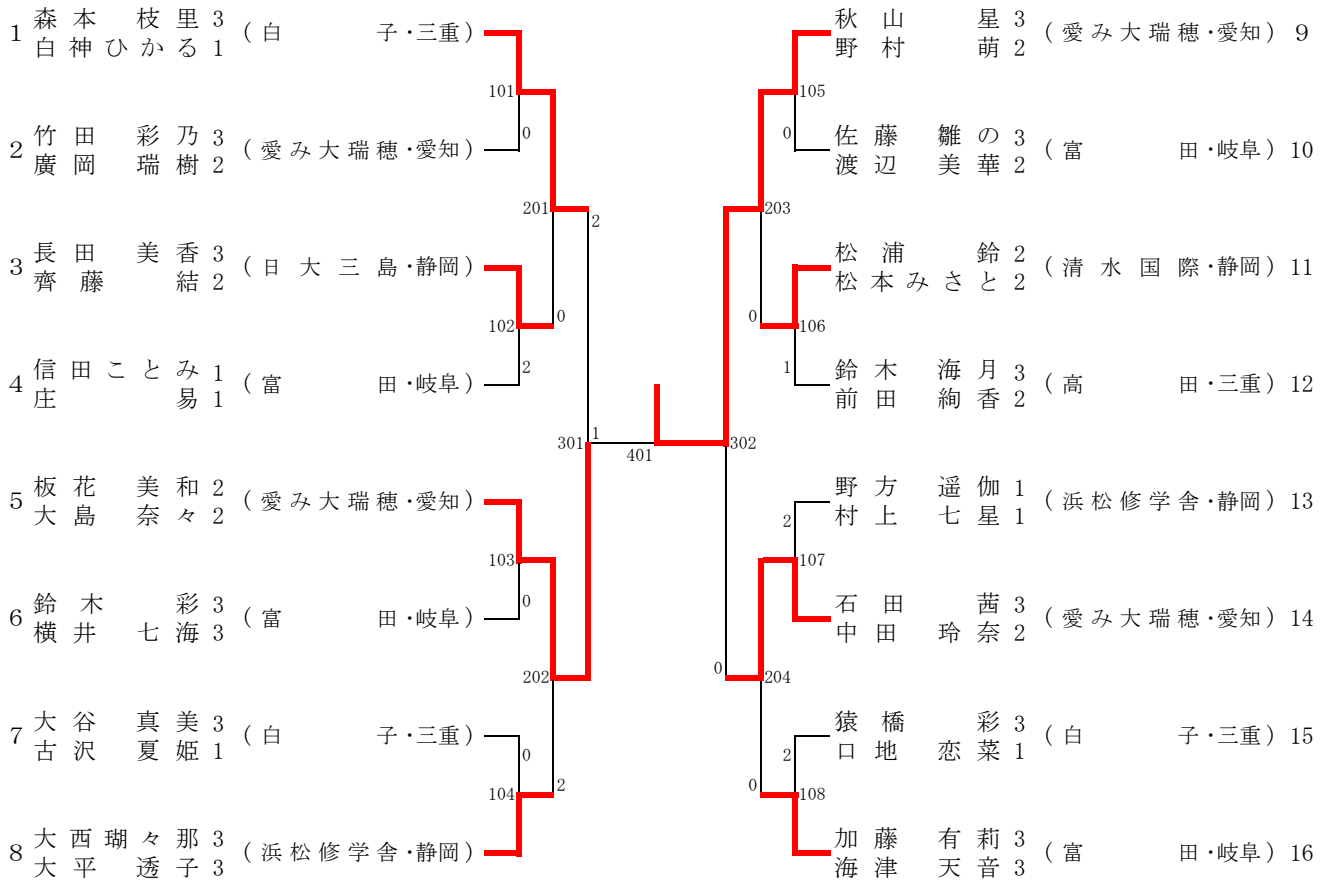 1 森本 枝里 3 (白子・三重)
白神ひかる 1
101
0
2 竹田 彩乃 3 (愛み大瑞穂・愛知)
廣岡 瑞樹 2
201
2
3 長田 美香 3 (日大三島・静岡)
齊藤 結 2
102
0
2
4 信田ことみ 1 (富田・岐阜)
庄 易 1
301
1
401
5 板花 美和 2 (愛み大瑞穂・愛知)
大島 奈々 2
103
0
6 鈴木 彩 3 (富田・岐阜)
横井 七海 3
202
7 大谷 真美 3 (白子・三重)
古沢 夏姫 1
0
104
2
8 大西瑚々那 3 (浜松修学舎・静岡)
大平 透子 3
秋山 星 3 (愛み大瑞穂・愛知) 9
野村 萌 2
105
0
佐藤 雛の 3 (富田・岐阜) 10
渡辺 美華 2
203
松浦 鈴 2 (清水国際・静岡) 11
松本みさと 2
0
106
1
鈴木 海月 3 (高田・三重) 12
前田 絢香 2
302
野方 遥伽 1 (浜松修学舎・静岡) 13
村上 七星 1
2
107
石田 茜 3 (愛み大瑞穂・愛知) 14
中田 玲奈 2
0
204
猿橋 彩 3 (白子・三重) 15
口地 恋菜 1
2
0
108
加藤 有莉 3 (富田・岐阜) 16
海津 天音 3